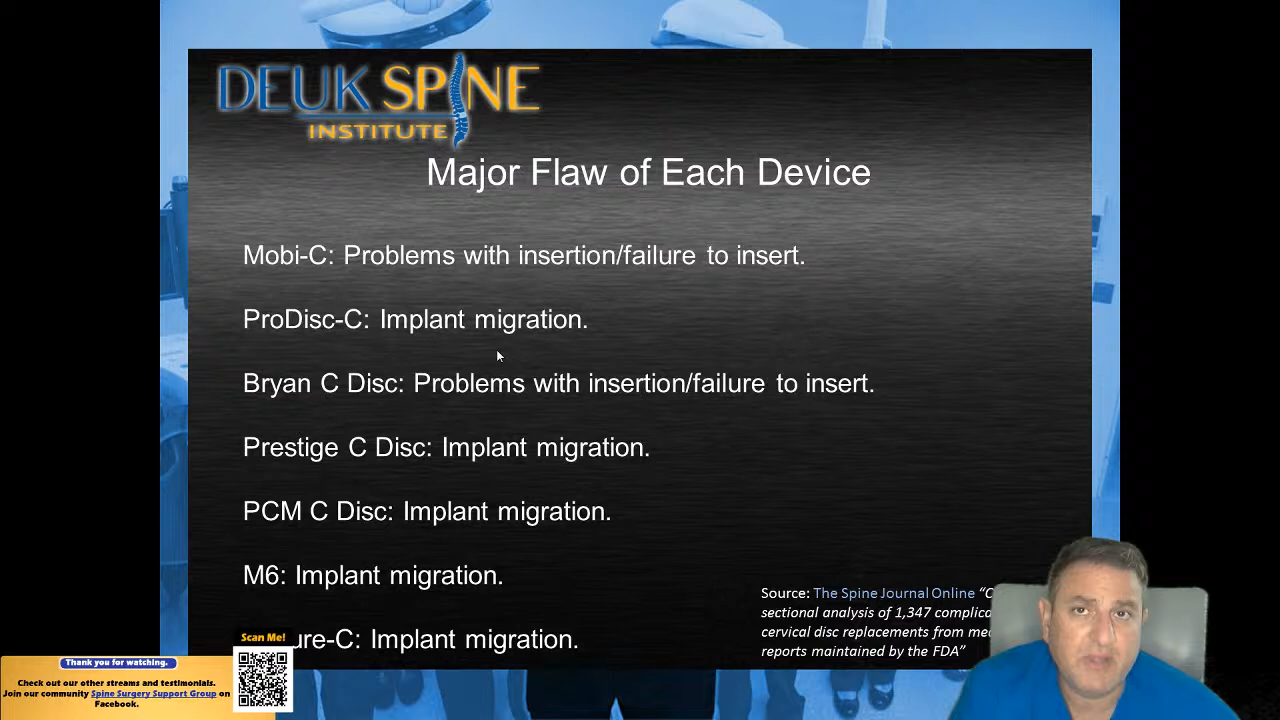 DEUK SPINE
INSTITUTE
Major Flaw of Each Device
Mobi-C: Problems with insertion/failure to insert.
ProDisc-C: Implant migration.
Bryan C Disc: Problems with insertion/failure to insert.
Prestige C Disc: Implant migration.
PCM C Disc: Implant migration.
M6: Implant migration.
ure-C: Implant migration.
Source: The Spine Journal Online “C
sectional analysis of 1,347 complica
cervical disc replacements from me
reports maintained by the FDA”
Scan Me!
Thank you for watching.
Check out our other streams and testimonials.
Join our community Spine Surgery Support Group on
Facebook.